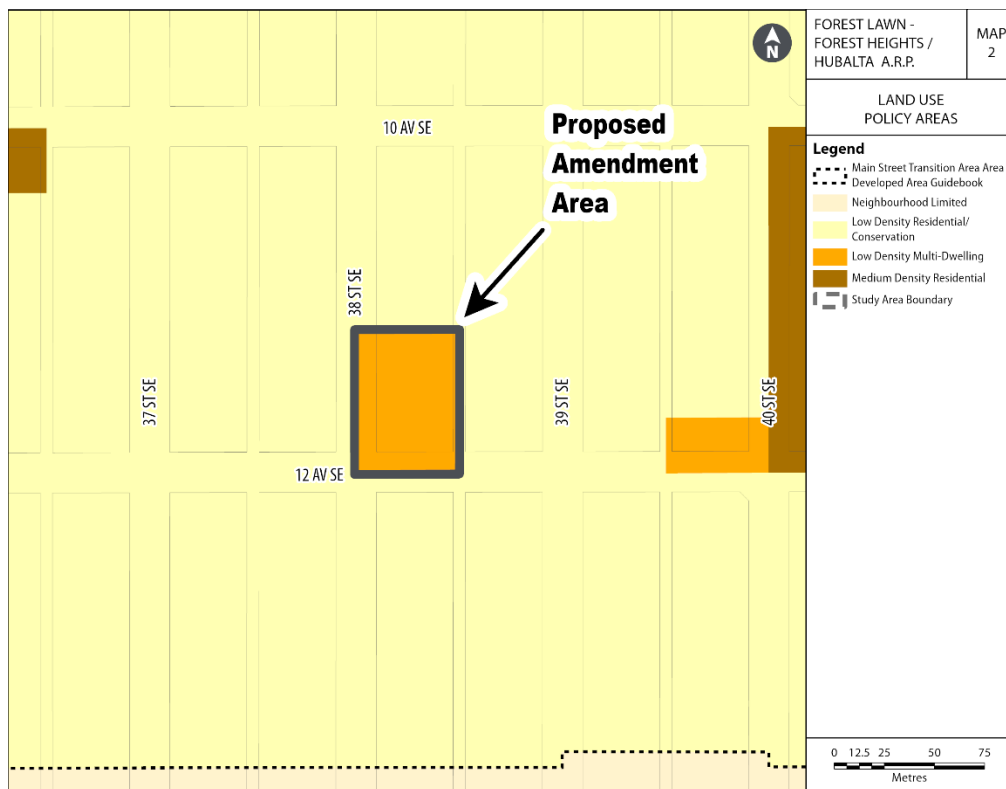 FOREST LAWN -
FOREST HEIGHTS /
HUBALTA A.R.P.
MAP
2
LAND USE
POLICY AREAS
Legend
Main Street Transition Area Area
Developed Area Guidebook
Neighbourhood Limited
Low Density Residential/
Conservation
Low Density Multi-Dwelling
Medium Density Residential
Study Area Boundary
N
10 AV SE
Proposed
Amendment
Area
38 ST SE
37 ST SE
39 ST SE
40 ST SE
12 AV SE
0 12.5 25 50 75
Metres